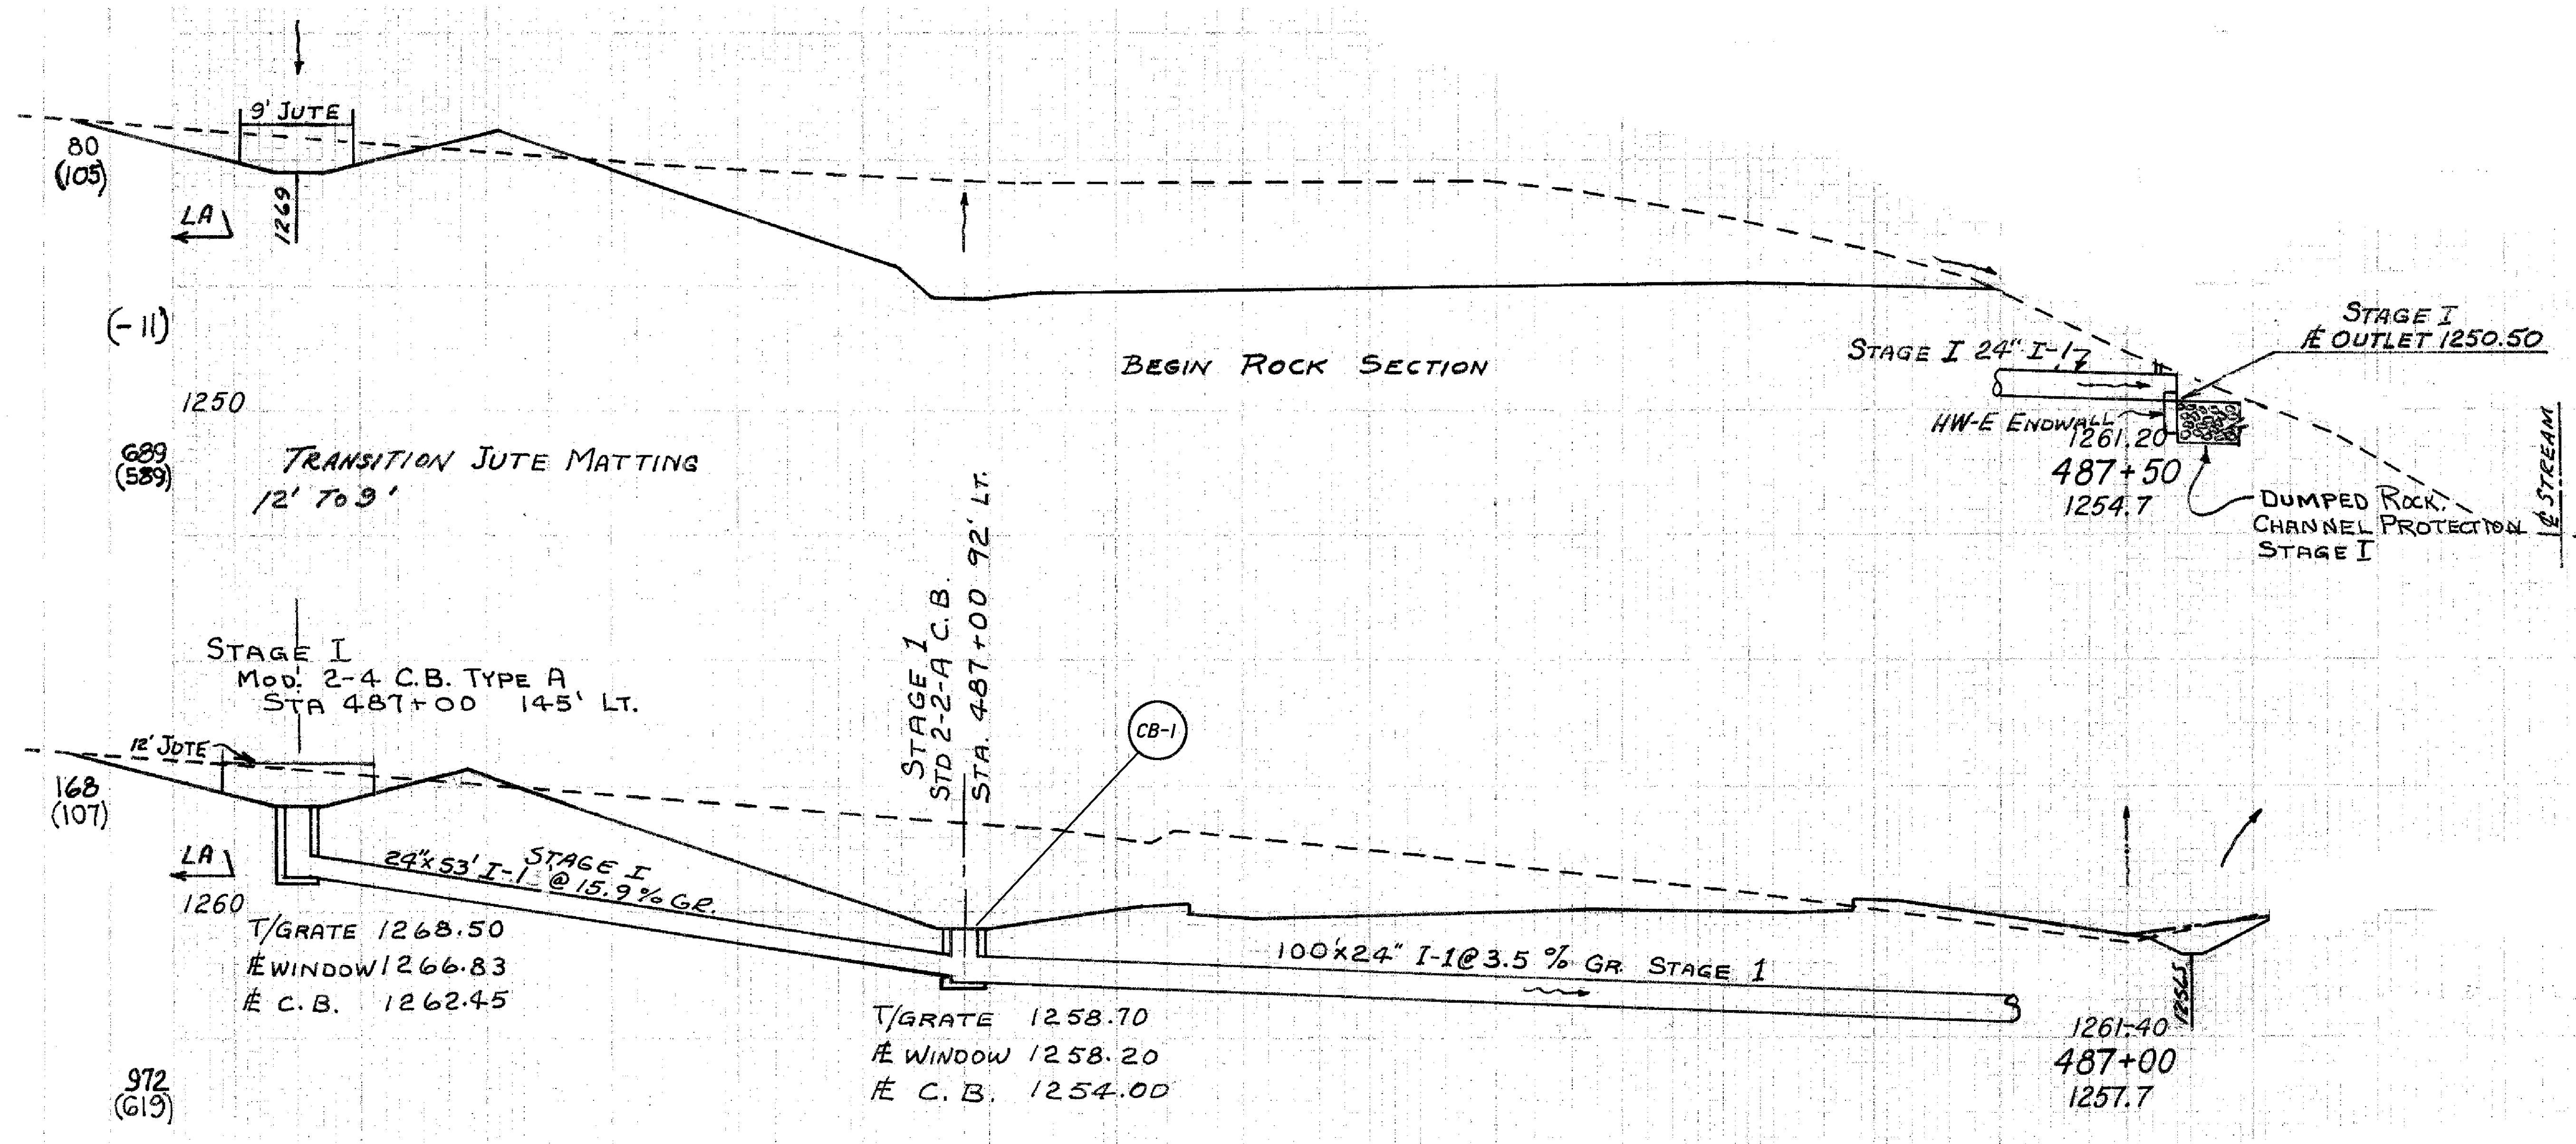 9' JUTE
80
(105)
LA
1269
(-11)
1250
BEGIN ROCK SECTION
STAGE I 24" I-1
STAGE I
Æ OUTLET 1250.50
HW-E ENDWALL
1261.20
487+50
1254.7
DUMPED ROCK.
CHANNEL PROTECTION
STAGE I
℄ STREAM
689
(589)
TRANSITION JUTE MATTING
12' TO 9'
STAGE I
MOD. 2-4 C.B. TYPE A
STA 487+00 145' LT.
STAGE 1
STD 2-2-A C.B.
STA. 487+00 92' LT.
CB-1
12' JUTE
168
(107)
LA
1260
STAGE I
24"x53' I-1 @ 15.9% GR.
T/GRATE 1268.50
Æ WINDOW 1266.83
Æ C.B. 1262.45
100'x24" I-1 @ 3.5 % GR. STAGE 1
T/GRATE 1258.70
Æ WINDOW 1258.20
Æ C.B. 1254.00
1256.5
1261.40
487+00
1257.7
972
(619)